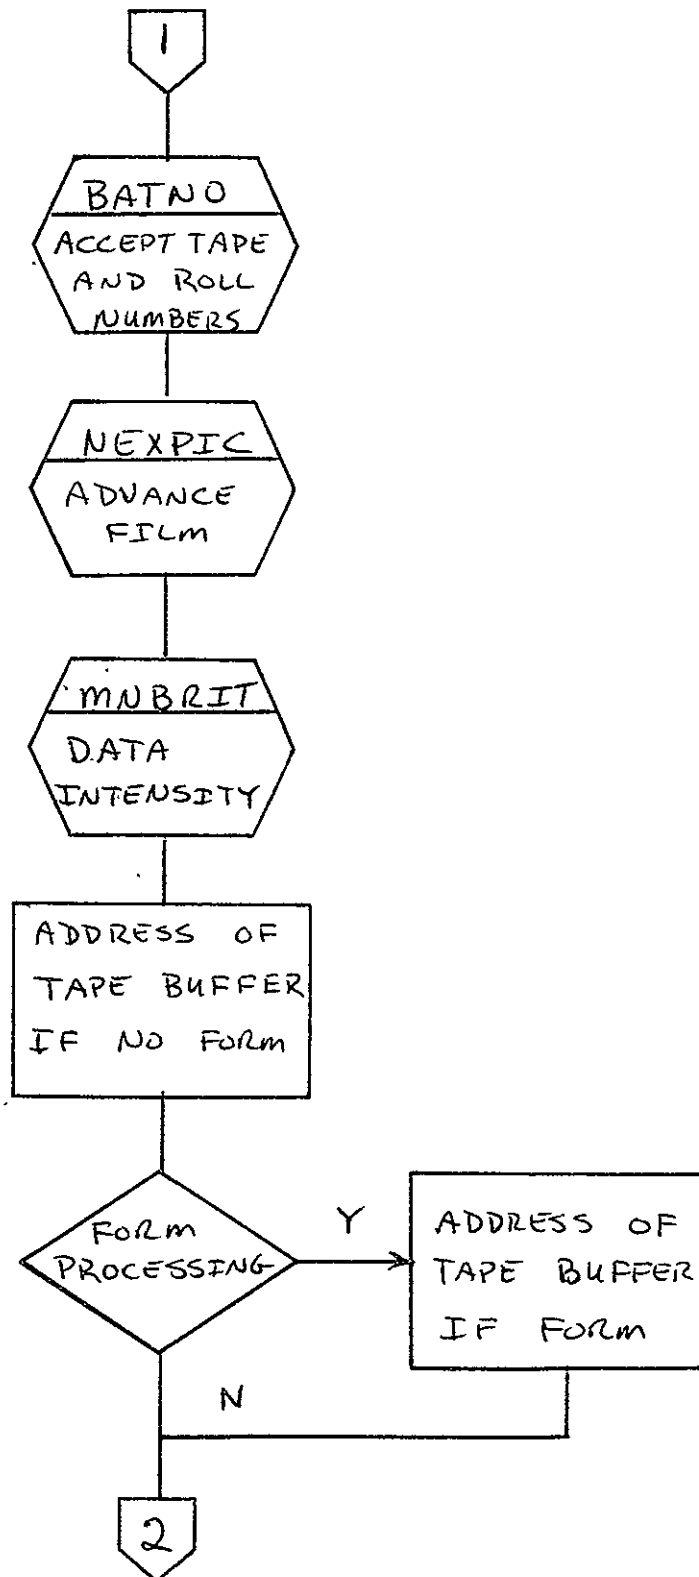 1
BATNO
ACCEPT TAPE
AND ROLL
NUMBERS
NEXPIC
ADVANCE
FILM
MNBRIT
DATA
INTENSITY
ADDRESS OF
TAPE BUFFER
IF NO FORM
FORM
PROCESSING
Y
ADDRESS OF
TAPE BUFFER
IF FORM
N
2